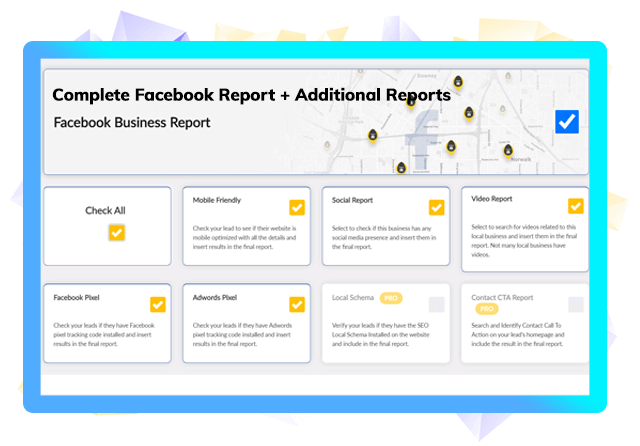 Downey
Complete Facebook Report + Additional Reports
Facebook Business Report
Norwalk
Check All
Mobile Friendly
Check your lead to see if their website is
mobile optimized with all the details and
insert results in the final report.
Social Report
Select to check if this business has any
social media presence and insert them in
the final report.
Video Report
Select to search for videos related to this
local business and insert them in the final
report. Not many local business have
videos.
Facebook Pixel
Check your leads if they have Facebook
pixel tracking code installed and insert
results in the final report.
Adwords Pixel
Check your leads if they have Adwords
pixel tracking code installed and insert
results in the final report.
Local Schema PRO
Verify your leads if they have the SEO
Local Schema Installed on the website
and include in the final report.
Contact CTA Report
PRO
Search and Identify Contact Call To
Action on your lead's homepage and
include the result in the final report.